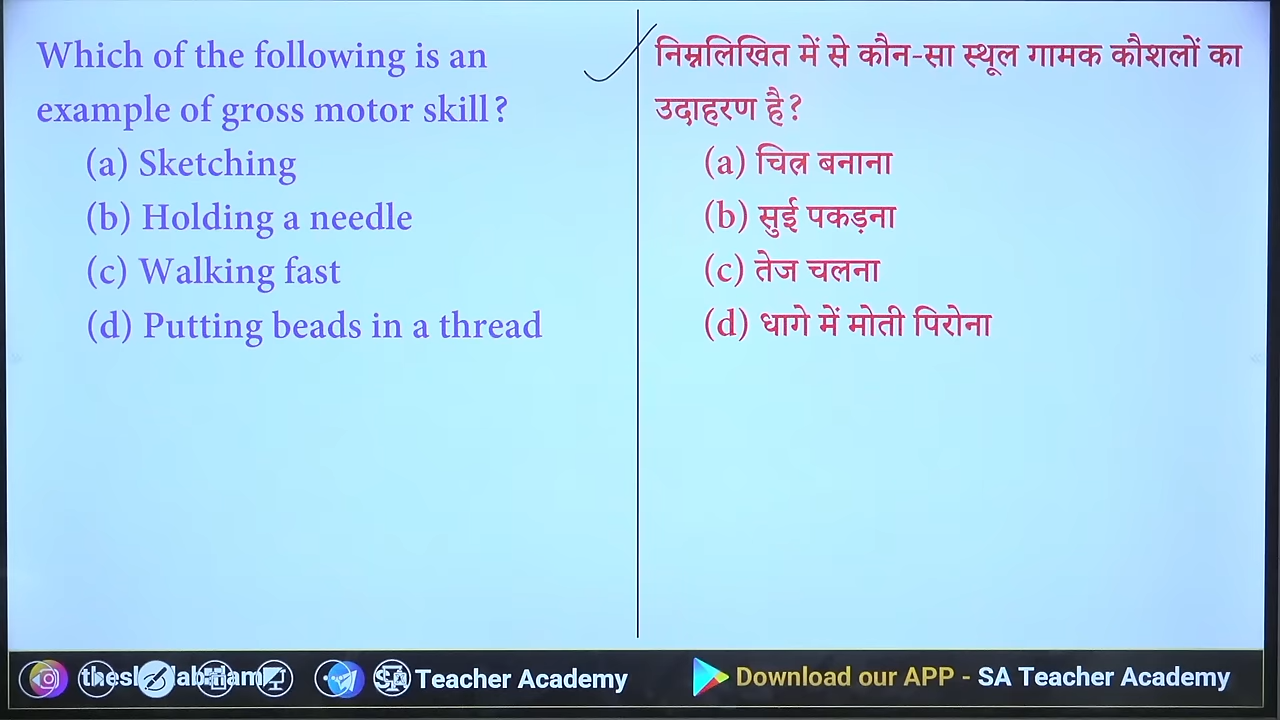 Which of the following is an
example of gross motor skill?
(a) Sketching
(b) Holding a needle
(c) Walking fast
(d) Putting beads in a thread
निम्नलिखित में से कौन-सा स्थूल गामक कौशलों का
उदाहरण है?
(a) चित्र बनाना
(b) सुई पकड़ना
(c) तेज चलना
(d) धागे में मोती पिरोना
Teacher Academy
Download our APP - SA Teacher Academy